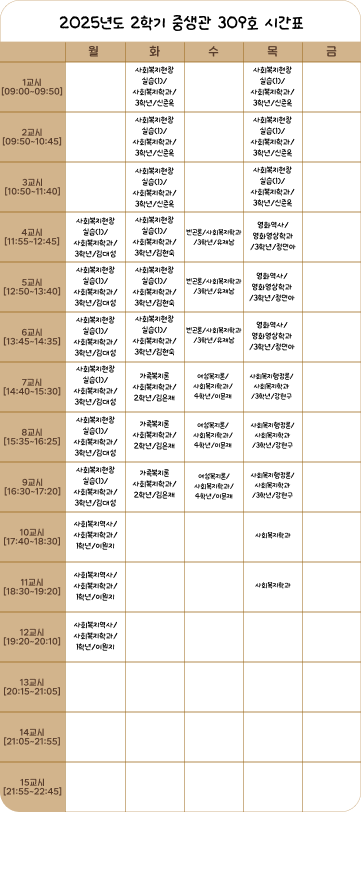 2025년도 2학기 중생관 309호 시간표
월 화 수 목 금
1교시
[09:00~09:50]
사회복지현장
실습(1)/
사회복지학과/
3학년/신준옥
사회복지현장
실습(1)/
사회복지학과/
3학년/신준옥
2교시
[09:50~10:45]
사회복지현장
실습(1)/
사회복지학과/
3학년/신준옥
사회복지현장
실습(1)/
사회복지학과/
3학년/신준옥
3교시
[10:50~11:40]
사회복지현장
실습(1)/
사회복지학과/
3학년/신준옥
사회복지현장
실습(1)/
사회복지학과/
3학년/신준옥
4교시
[11:55~12:45]
사회복지현장
실습(1)/
사회복지학과/
3학년/김대성
사회복지현장
실습(1)/
사회복지학과/
3학년/김현숙
빈곤론/사회복지학과
/3학년/유재남
영화역사/
영화영상학과
/3학년/정민아
5교시
[12:50~13:40]
사회복지현장
실습(1)/
사회복지학과/
3학년/김대성
사회복지현장
실습(1)/
사회복지학과/
3학년/김현숙
빈곤론/사회복지학과
/3학년/유재남
영화역사/
영화영상학과
/3학년/정민아
6교시
[13:45~14:35]
사회복지현장
실습(1)/
사회복지학과/
3학년/김대성
사회복지현장
실습(1)/
사회복지학과/
3학년/김현숙
빈곤론/사회복지학과
/3학년/유재남
영화역사/
영화영상학과
/3학년/정민아
7교시
[14:40~15:30]
사회복지현장
실습(1)/
사회복지학과/
3학년/김대성
가족복지론
사회복지학과/
2학년/김은재
여성복지론/
사회복지학과/
4학년/이문재
사회복지행정론/
사회복지학과
/3학년/강현구
8교시
[15:35~16:25]
사회복지현장
실습(1)/
사회복지학과/
3학년/김대성
가족복지론
사회복지학과/
2학년/김은재
여성복지론/
사회복지학과/
4학년/이문재
사회복지행정론/
사회복지학과
/3학년/강현구
9교시
[16:30~17:20]
사회복지현장
실습(1)/
사회복지학과/
3학년/김대성
가족복지론
사회복지학과/
2학년/김은재
여성복지론/
사회복지학과/
4학년/이문재
사회복지행정론/
사회복지학과
/3학년/강현구
10교시
[17:40~18:30]
사회복지역사/
사회복지학과/
1학년/이원지
사회복지학과
11교시
[18:30~19:20]
사회복지역사/
사회복지학과/
1학년/이원지
사회복지학과
12교시
[19:20~20:10]
사회복지역사/
사회복지학과/
1학년/이원지
13교시
[20:15~21:05]
14교시
[21:05~21:55]
15교시
[21:55~22:45]